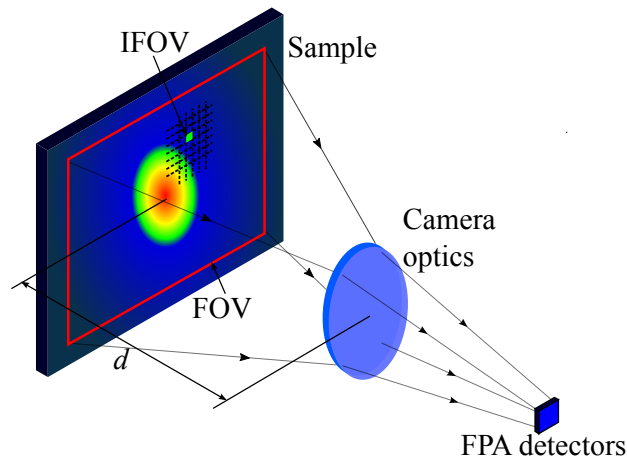 IFOV
Sample
Camera
optics
FOV
d
FPA detectors